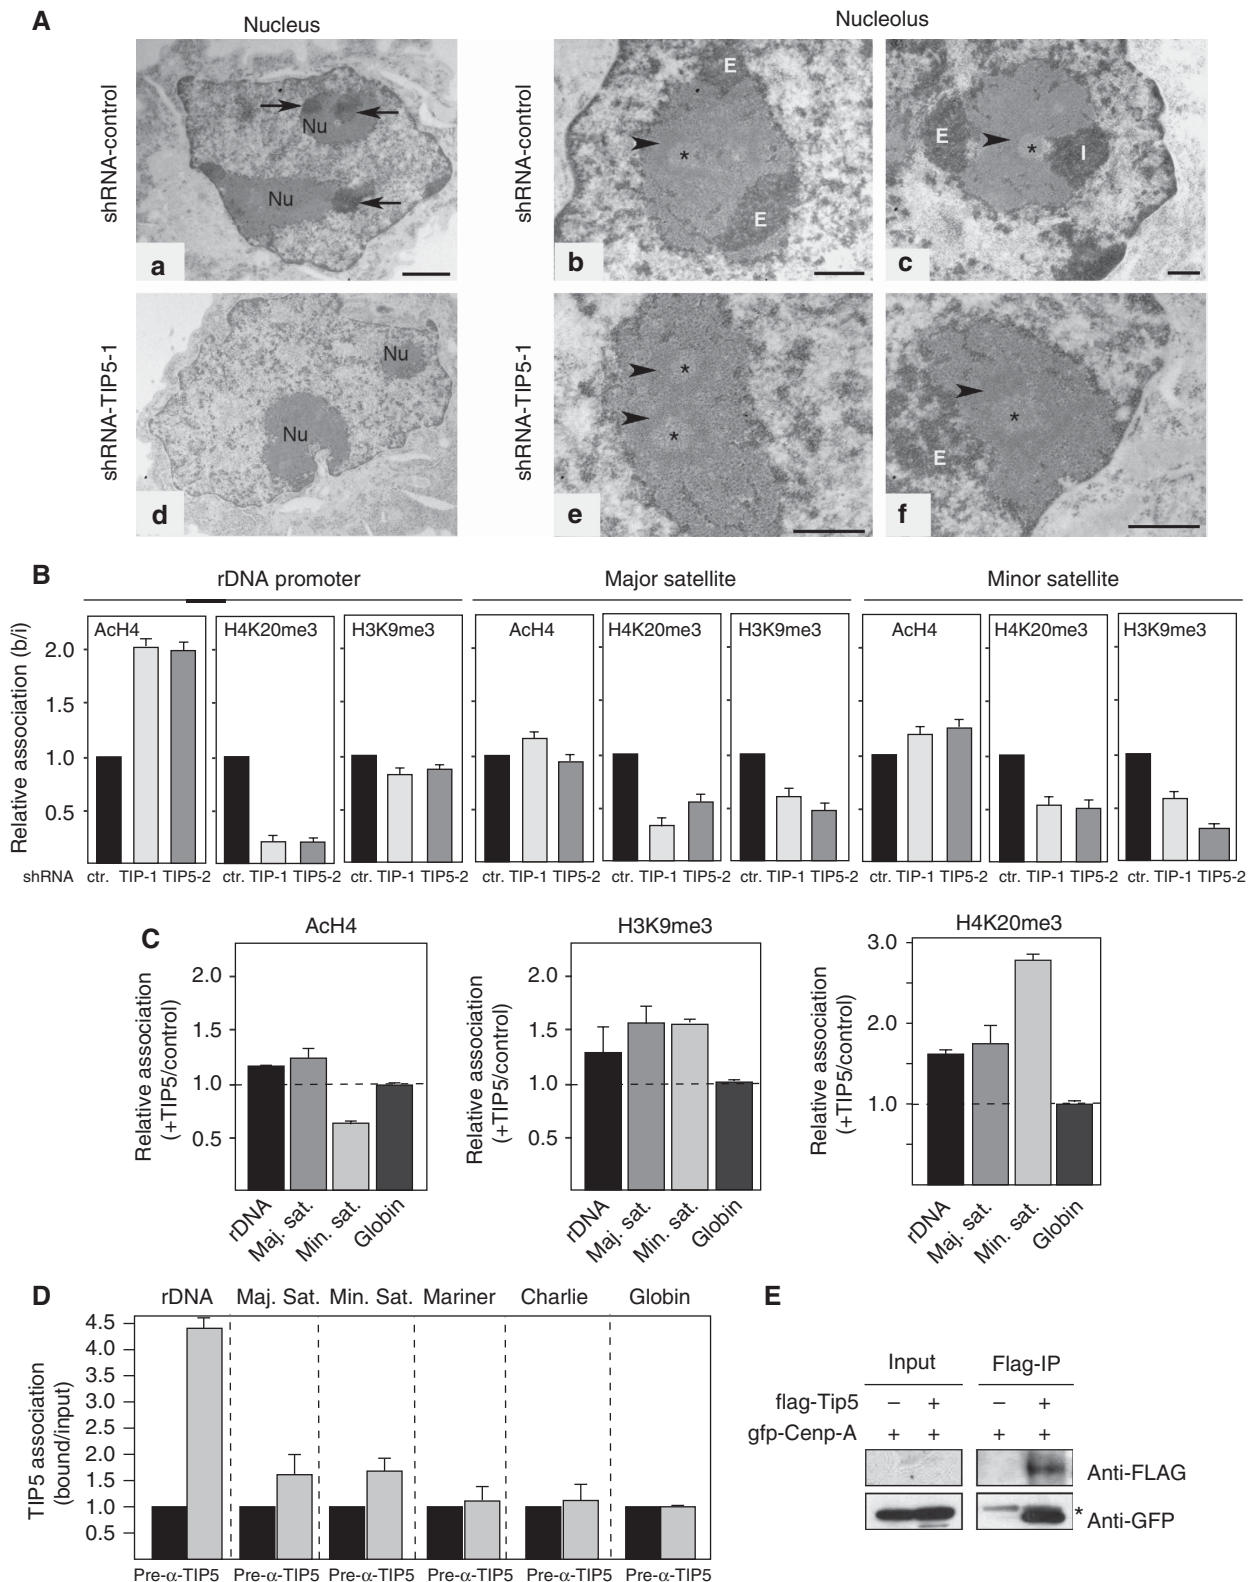 A
Nucleus
Nucleolus
shRNA-control
Nu
Nu
a
E
*
E
b
E
*
I
c
shRNA-TIP5-1
Nu
Nu
d
*
*
e
E
*
f
B
rDNA promoter
Major satellite
Minor satellite
Relative association (b/i)
2.0
1.5
1.0
0.5
AcH4
H4K20me3
H3K9me3
AcH4
H4K20me3
H3K9me3
AcH4
H4K20me3
H3K9me3
shRNA
ctr. TIP-1 TIP5-2
ctr. TIP-1 TIP5-2
ctr. TIP-1 TIP5-2
ctr. TIP-1 TIP5-2
ctr. TIP-1 TIP5-2
ctr. TIP-1 TIP5-2
ctr. TIP-1 TIP5-2
ctr. TIP-1 TIP5-2
ctr. TIP-1 TIP5-2
C
AcH4
Relative association
(+TIP5/control)
2.0
1.5
1.0
0.5
rDNA
Maj. sat.
Min. sat.
Globin
H3K9me3
Relative association
(+TIP5/control)
2.0
1.5
1.0
0.5
rDNA
Maj. sat.
Min. sat.
Globin
H4K20me3
Relative association
(+TIP5/control)
3.0
2.0
1.0
rDNA
Maj. sat.
Min. sat.
Globin
D
rDNA
Maj. Sat.
Min. Sat.
Mariner
Charlie
Globin
TIP5 association
(bound/input)
4.5
4.0
3.5
3.0
2.5
2.0
1.5
1.0
0.5
Pre-α-TIP5
Pre-α-TIP5
Pre-α-TIP5
Pre-α-TIP5
Pre-α-TIP5
Pre-α-TIP5
E
Input
Flag-IP
flag-Tip5 – + – +
gfp-Cenp-A + + + +
Anti-FLAG
* Anti-GFP